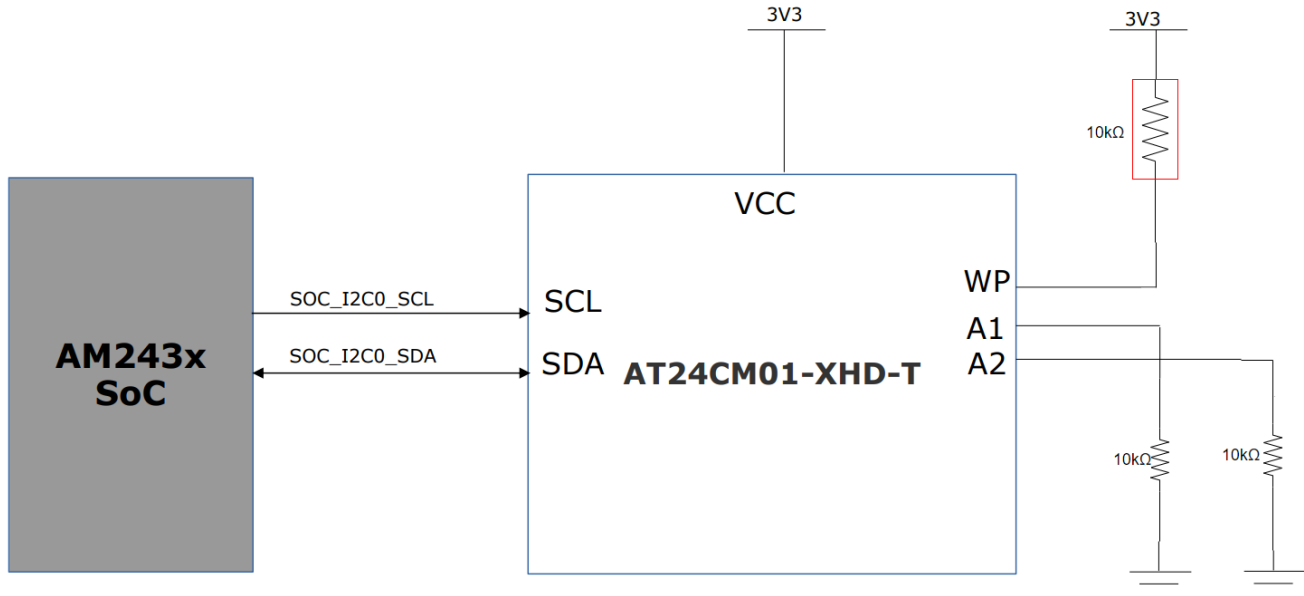 3V3
3V3
10kΩ
VCC
WP
SOC_I2C0_SCL
SCL
A1
AM243x
SoC
SOC_I2C0_SDA
SDA
AT24CM01-XHD-T
A2
10kΩ
10kΩ